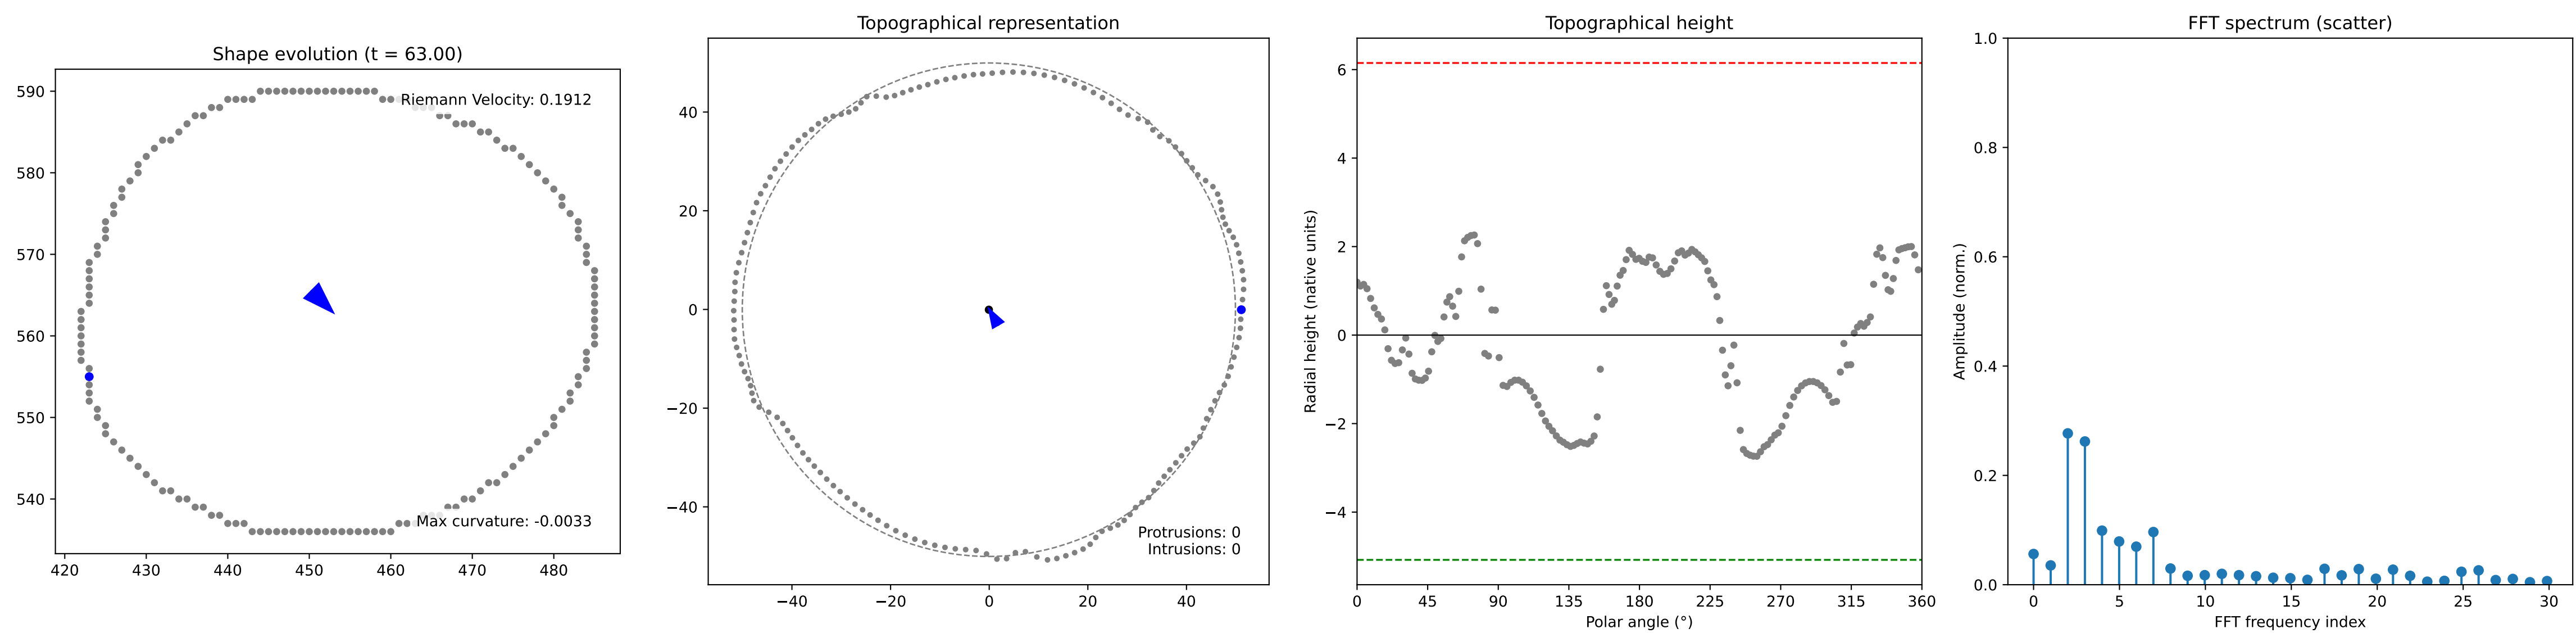 Shape evolution (t = 63.00)
Riemann Velocity: 0.1912
Max curvature: -0.0033
590
580
570
560
550
540
420 430 440 450 460 470 480
Topographical representation
40
20
0
−20
−40
−40 −20 0 20 40
Protrusions: 0
Intrusions: 0
Topographical height
Radial height (native units)
6
4
2
0
−2
−4
0 45 90 135 180 225 270 315 360
Polar angle (°)
FFT spectrum (scatter)
Amplitude (norm.)
1.0
0.8
0.6
0.4
0.2
0.0
0 5 10 15 20 25 30
FFT frequency index